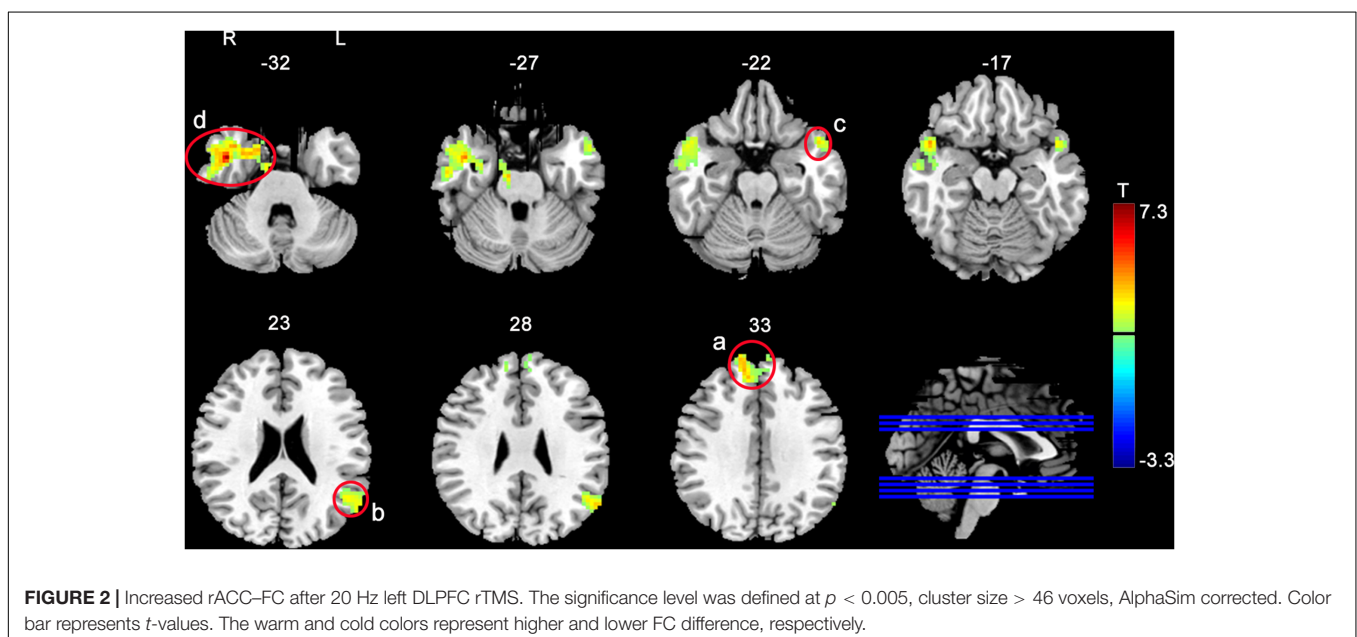 R L
-32 -27 -22 -17
d
c
T
7.3
23 28 33
a
b
-3.3
FIGURE 2 | Increased rACC–FC after 20 Hz left DLPFC rTMS. The significance level was defined at p < 0.005, cluster size > 46 voxels, AlphaSim corrected. Color
bar represents t-values. The warm and cold colors represent higher and lower FC difference, respectively.